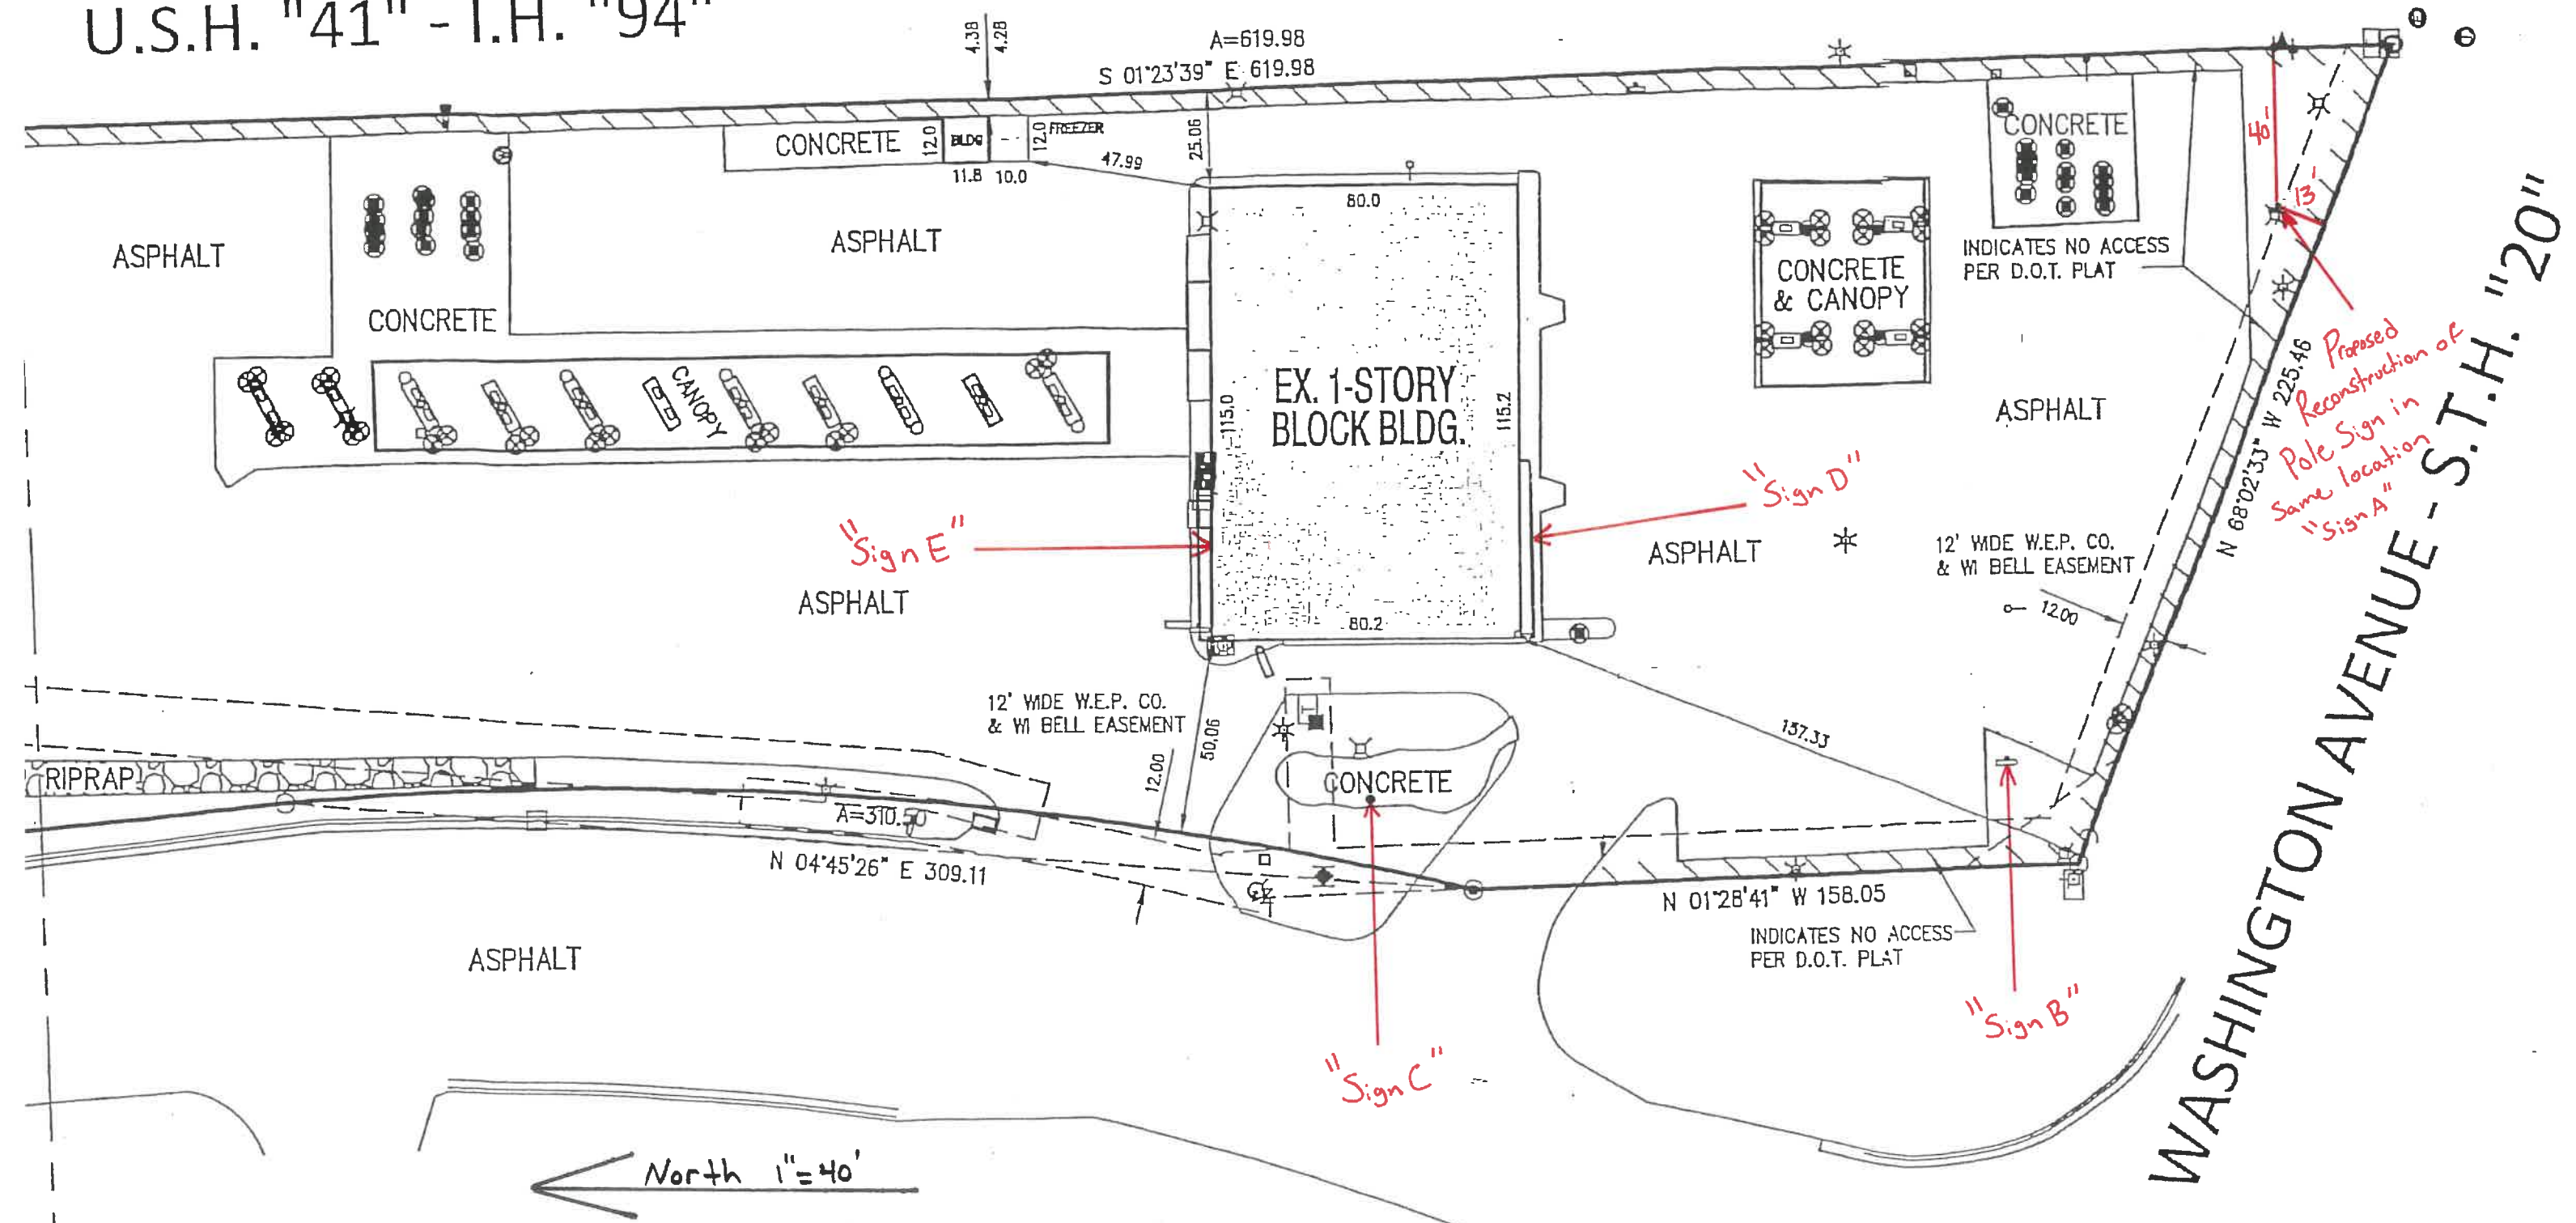 U.S.H. "41" - I.H. "94"
4.38
4.28
A=619.98
S 01°23'39" E 619.98
CONCRETE
12.0
BLDG
12.0
FREEZER
11.8 10.0
47.99
25.06
CONCRETE
40'
13'
ASPHALT
CONCRETE
ASPHALT
80.0
CONCRETE
& CANOPY
INDICATES NO ACCESS
PER D.O.T. PLAT
CANOPY
115.0
EX. 1-STORY
BLOCK BLDG.
115.2
ASPHALT
N 68°02'33" W 225.46
Proposed
Reconstruction of
Pole Sign in
Same location
"Sign A"
WASHINGTON AVENUE - S.T.H. "20"
"Sign E"
"Sign D"
ASPHALT
ASPHALT
12' WIDE W.E.P. CO.
& WI BELL EASEMENT
12.00
80.2
12' WIDE W.E.P. CO.
& WI BELL EASEMENT
12.00
50.06
137.33
RIPRAP
CONCRETE
A=310.50
N 04°45'26" E 309.11
N 01°28'41" W 158.05
INDICATES NO ACCESS
PER D.O.T. PLAT
ASPHALT
"Sign B"
"Sign C"
North 1"=40'